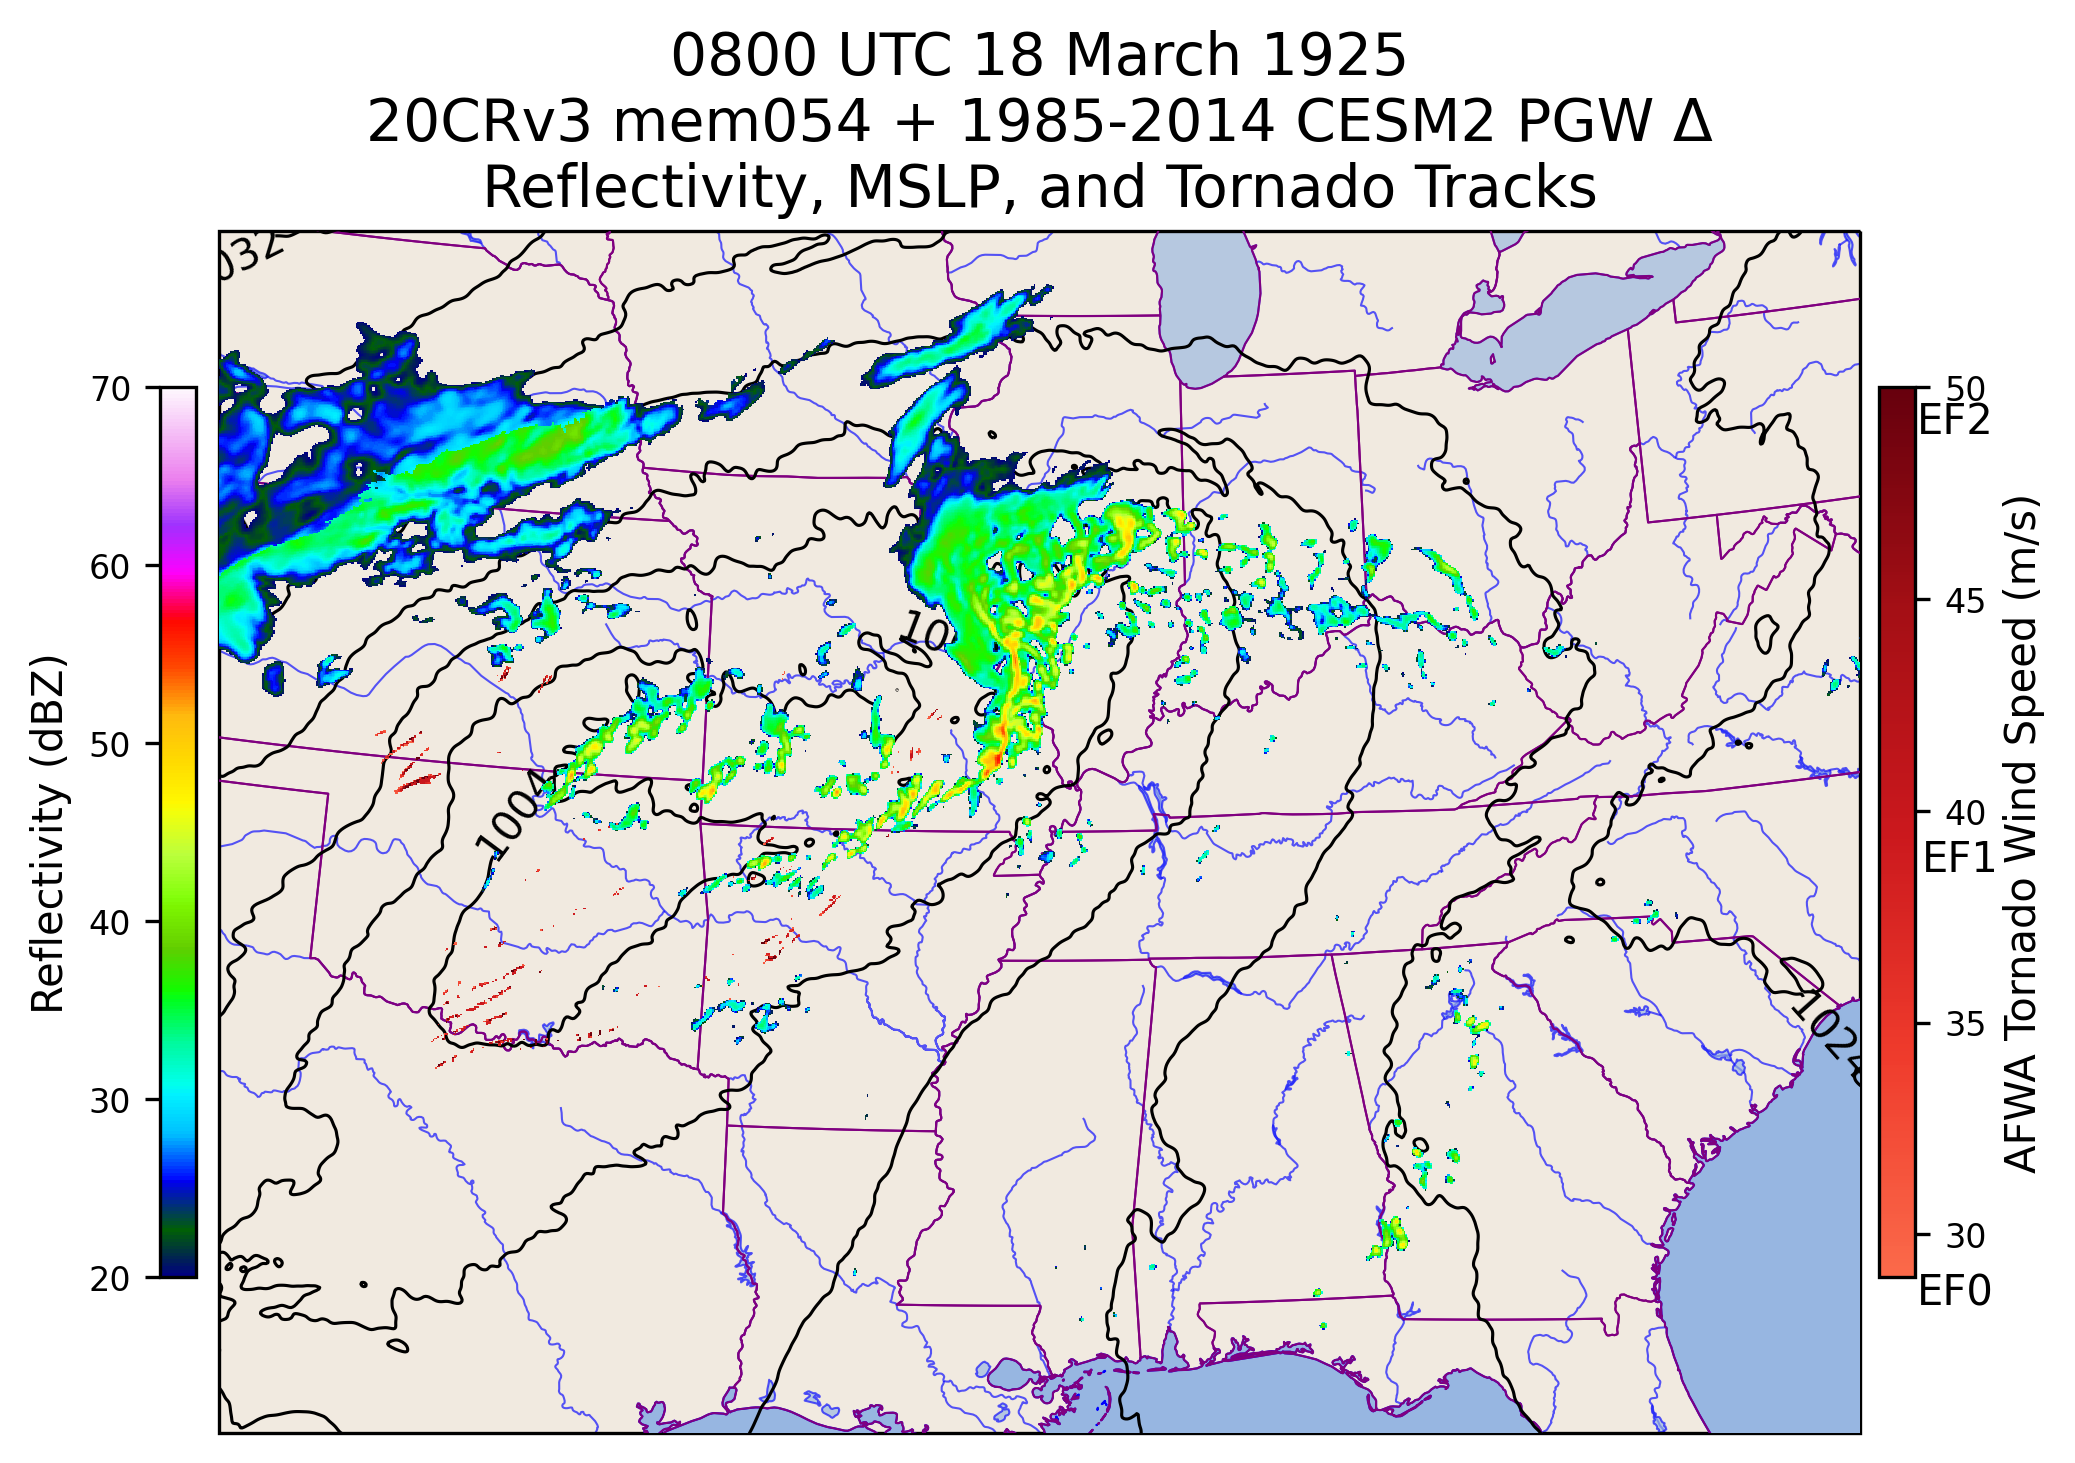 0800 UTC 18 March 1925
20CRv3 mem054 + 1985-2014 CESM2 PGW Δ
Reflectivity, MSLP, and Tornado Tracks
032
70
60
50
40
30
20
Reflectivity (dBZ)
10
1004
1024
50
EF2
45
40
EF1
35
30
EF0
AFWA Tornado Wind Speed (m/s)